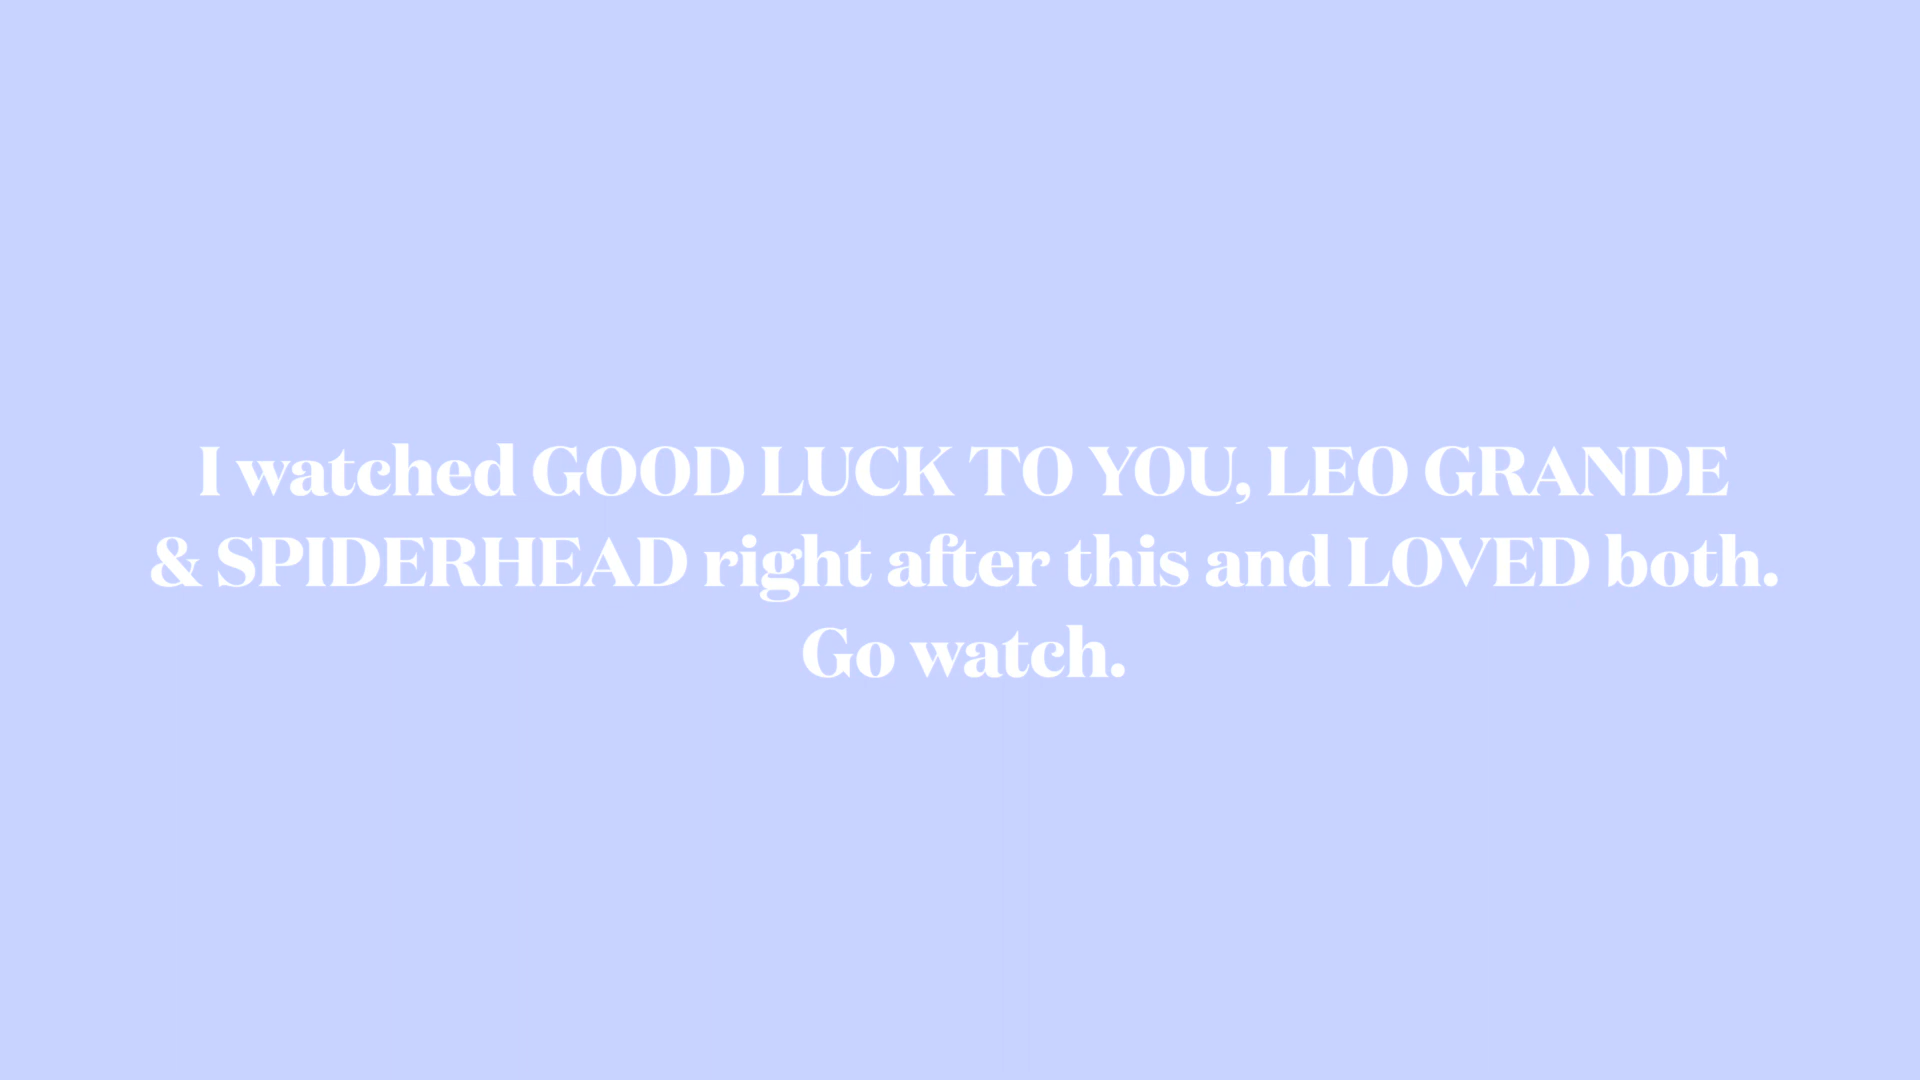 I watched GOOD LUCK TO YOU, LEO GRANDE
& SPIDERHEAD right after this and LOVED both.
Go watch.